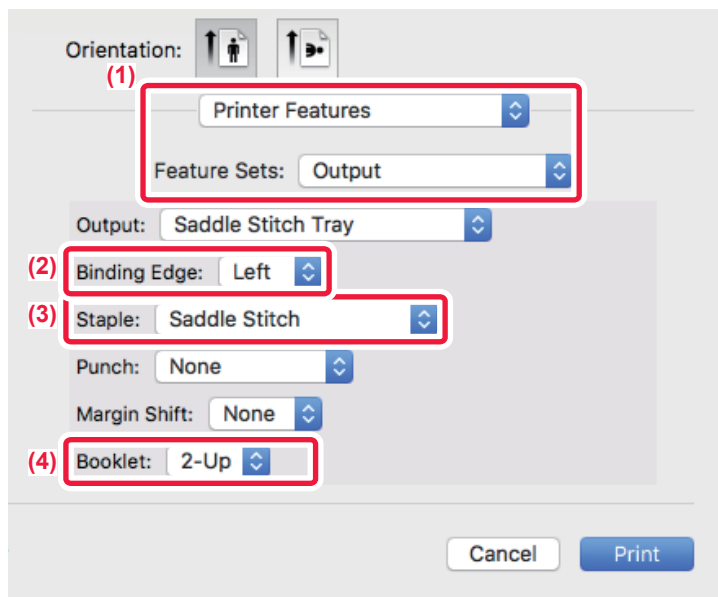 Orientation:
(1)
Printer Features
Feature Sets: Output
Output: Saddle Stitch Tray
(2) Binding Edge: Left
(3) Staple: Saddle Stitch
Punch: None
Margin Shift: None
(4) Booklet: 2-Up
Cancel Print